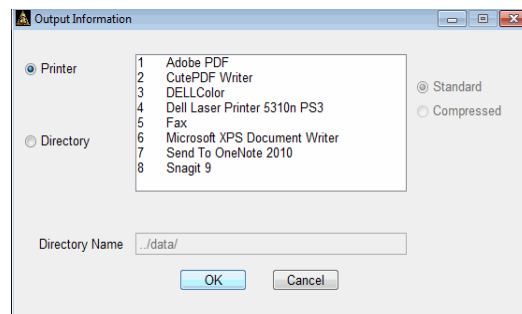 Output Information
Printer
1 Adobe PDF
2 CutePDF Writer
3 DELLColor
4 Dell Laser Printer 5310n PS3
5 Fax
6 Microsoft XPS Document Writer
7 Send To OneNote 2010
8 Snagit 9
Standard
Compressed
Directory
Directory Name ../data/
OK Cancel